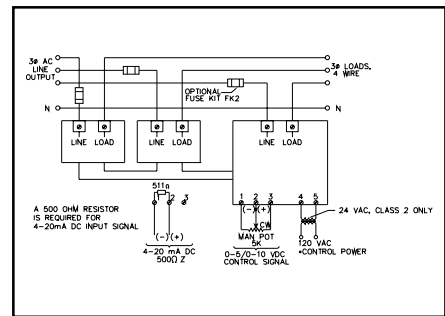 3ø AC
LINE
OUTPUT
3ø LOADS,
4 WIRE
OPTIONAL
FUSE KIT FK2
N
N
LINE LOAD
LINE LOAD
LINE LOAD
511Ω
1 2 3
1 2 3 4 5
(-) (+)
CW
MAN POT
5K
A 500 OHM RESISTOR
IS REQUIRED FOR
4-20mA DC INPUT SIGNAL
(-) (+)
4-20 mA DC
500Ω Z
0-5/0-10 VDC
CONTROL SIGNAL
24 VAC, CLASS 2 ONLY
120 VAC
•CONTROL POWER